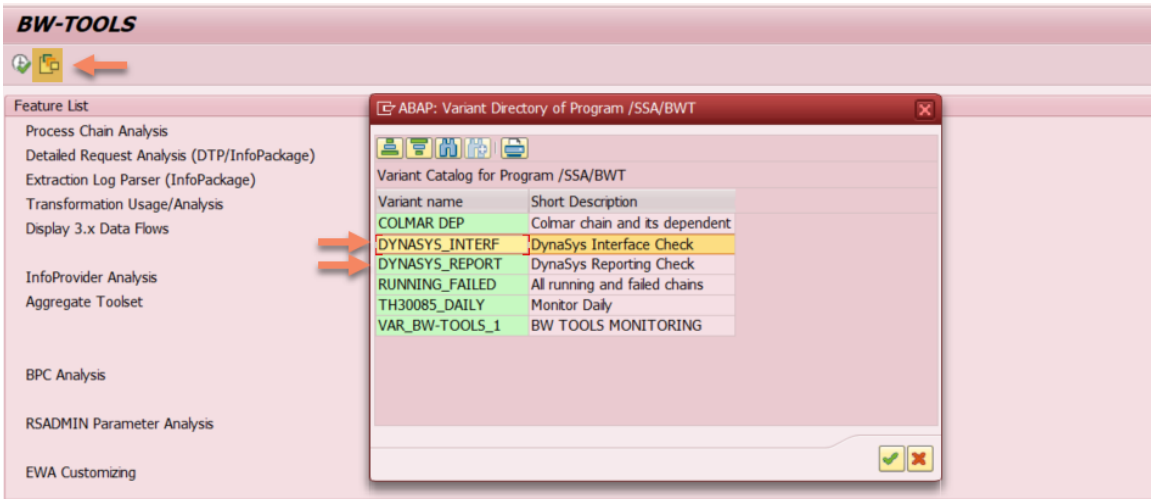 BW-TOOLS
Feature List
Process Chain Analysis
Detailed Request Analysis (DTP/InfoPackage)
Extraction Log Parser (InfoPackage)
Transformation Usage/Analysis
Display 3.x Data Flows
InfoProvider Analysis
Aggregate Toolset
BPC Analysis
RSADMIN Parameter Analysis
EWA Customizing
ABAP: Variant Directory of Program /SSA/BWT
Variant Catalog for Program /SSA/BWT
Variant name Short Description
COLMAR DEP Colmar chain and its dependent
DYNASYS_INTERF DynaSys Interface Check
DYNASYS_REPORT DynaSys Reporting Check
RUNNING_FAILED All running and failed chains
TH30085_DAILY Monitor Daily
VAR_BW-TOOLS_1 BW TOOLS MONITORING